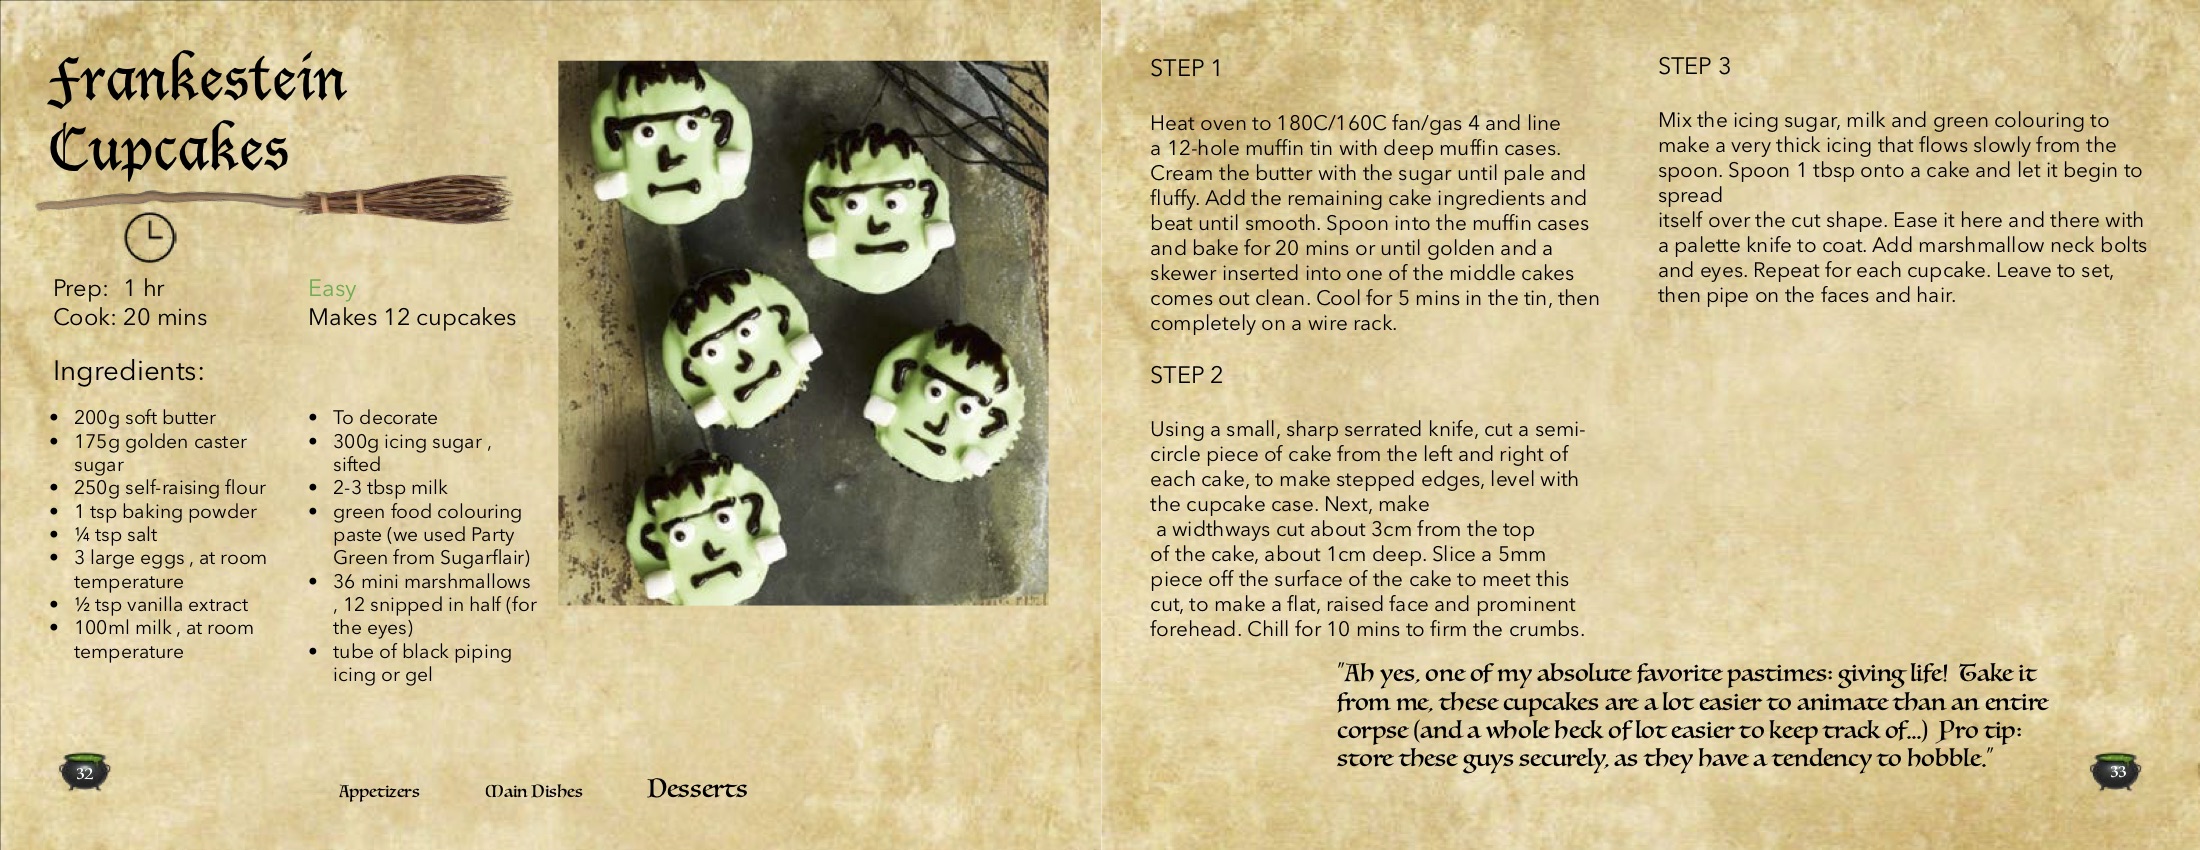 Frankestein
Cupcakes
Prep: 1 hr
Cook: 20 mins
Easy
Makes 12 cupcakes
Ingredients:
• 200g soft butter
• 175g golden caster
sugar
• 250g self-raising flour
• 1 tsp baking powder
• ¼ tsp salt
• 3 large eggs , at room
temperature
• ½ tsp vanilla extract
• 100ml milk , at room
temperature
• To decorate
• 300g icing sugar ,
sifted
• 2-3 tbsp milk
• green food colouring
paste (we used Party
Green from Sugarflair)
• 36 mini marshmallows
, 12 snipped in half (for
the eyes)
• tube of black piping
icing or gel
32
Appetizers
Main Dishes
Desserts
STEP 1
Heat oven to 180C/160C fan/gas 4 and line
a 12-hole muffin tin with deep muffin cases.
Cream the butter with the sugar until pale and
fluffy. Add the remaining cake ingredients and
beat until smooth. Spoon into the muffin cases
and bake for 20 mins or until golden and a
skewer inserted into one of the middle cakes
comes out clean. Cool for 5 mins in the tin, then
completely on a wire rack.
STEP 2
Using a small, sharp serrated knife, cut a semi-
circle piece of cake from the left and right of
each cake, to make stepped edges, level with
the cupcake case. Next, make
a widthways cut about 3cm from the top
of the cake, about 1cm deep. Slice a 5mm
piece off the surface of the cake to meet this
cut, to make a flat, raised face and prominent
forehead. Chill for 10 mins to firm the crumbs.
STEP 3
Mix the icing sugar, milk and green colouring to
make a very thick icing that flows slowly from the
spoon. Spoon 1 tbsp onto a cake and let it begin to
spread
itself over the cut shape. Ease it here and there with
a palette knife to coat. Add marshmallow neck bolts
and eyes. Repeat for each cupcake. Leave to set,
then pipe on the faces and hair.
"Ah yes, one of my absolute favorite pastimes: giving life! Take it
from me, these cupcakes are a lot easier to animate than an entire
corpse (and a whole heck of lot easier to keep track of...) Pro tip:
store these guys securely, as they have a tendency to hobble."
33